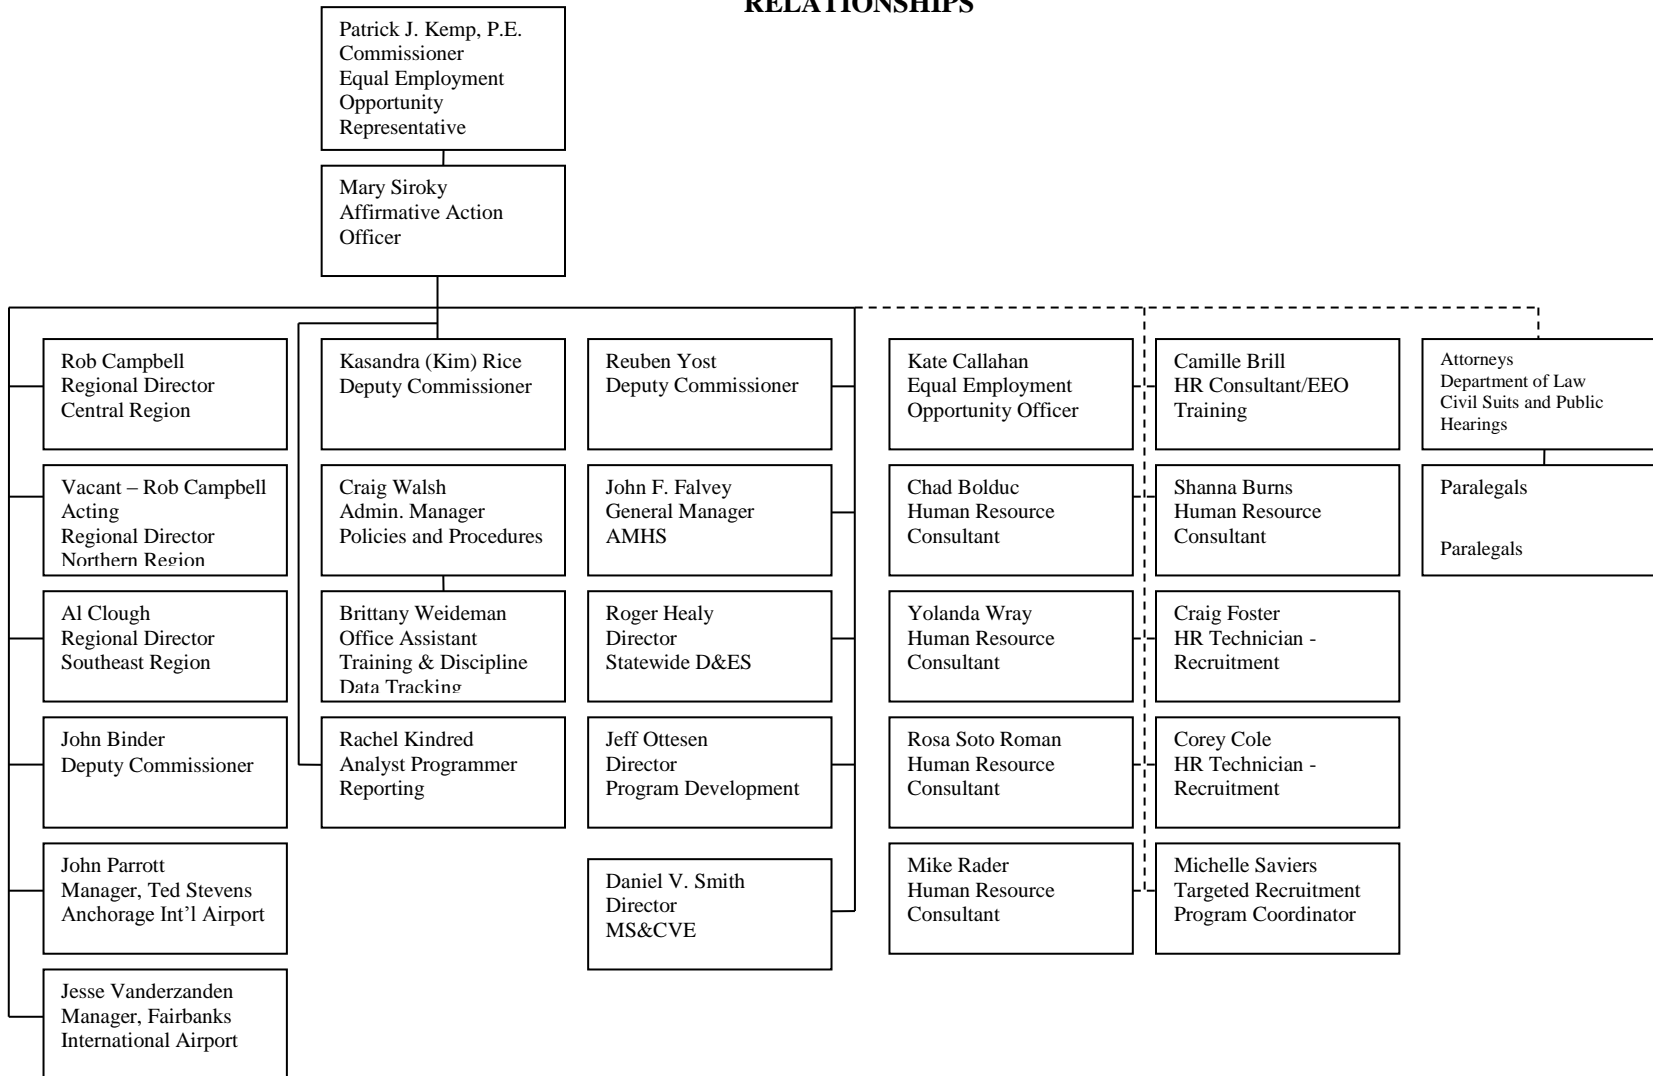 RELATIONSHIPS
Patrick J. Kemp, P.E.
Commissioner
Equal Employment
Opportunity
Representative
Mary Siroky
Affirmative Action
Officer
Rob Campbell
Regional Director
Central Region
Kasandra (Kim) Rice
Deputy Commissioner
Reuben Yost
Deputy Commissioner
Kate Callahan
Equal Employment
Opportunity Officer
Camille Brill
HR Consultant/EEO
Training
Attorneys
Department of Law
Civil Suits and Public
Hearings
Vacant – Rob Campbell
Acting
Regional Director
Northern Region
Craig Walsh
Admin. Manager
Policies and Procedures
John F. Falvey
General Manager
AMHS
Chad Bolduc
Human Resource
Consultant
Shanna Burns
Human Resource
Consultant
Paralegals
Paralegals
Al Clough
Regional Director
Southeast Region
Brittany Weideman
Office Assistant
Training & Discipline
Data Tracking
Roger Healy
Director
Statewide D&ES
Yolanda Wray
Human Resource
Consultant
Craig Foster
HR Technician -
Recruitment
John Binder
Deputy Commissioner
Rachel Kindred
Analyst Programmer
Reporting
Jeff Ottesen
Director
Program Development
Rosa Soto Roman
Human Resource
Consultant
Corey Cole
HR Technician -
Recruitment
John Parrott
Manager, Ted Stevens
Anchorage Int’l Airport
Daniel V. Smith
Director
MS&CVE
Mike Rader
Human Resource
Consultant
Michelle Saviers
Targeted Recruitment
Program Coordinator
Jesse Vanderzanden
Manager, Fairbanks
International Airport